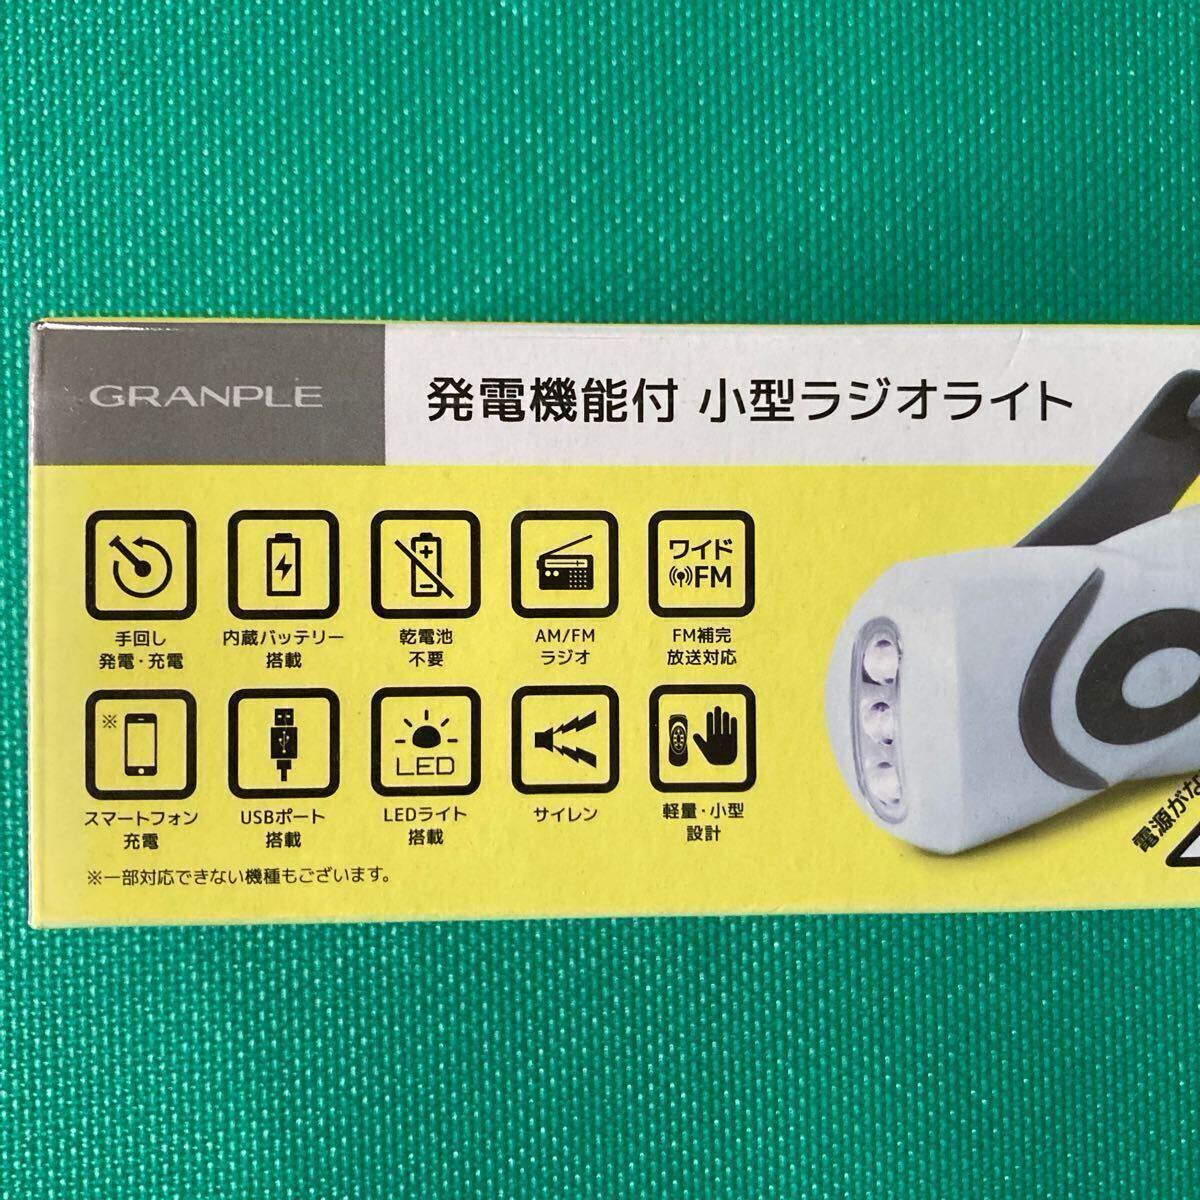 GRANPLE
発電機能付 小型ラジオライト
手回し
発電・充電
内蔵バッテリー
搭載
乾電池
不要
AM/FM
ラジオ
ワイド
FM
FM補完
放送対応
※
スマートフォン
充電
USBポート
搭載
LED
LEDライト
搭載
サイレン
軽量・小型
設計
※一部対応できない機種もございます。
電源がな